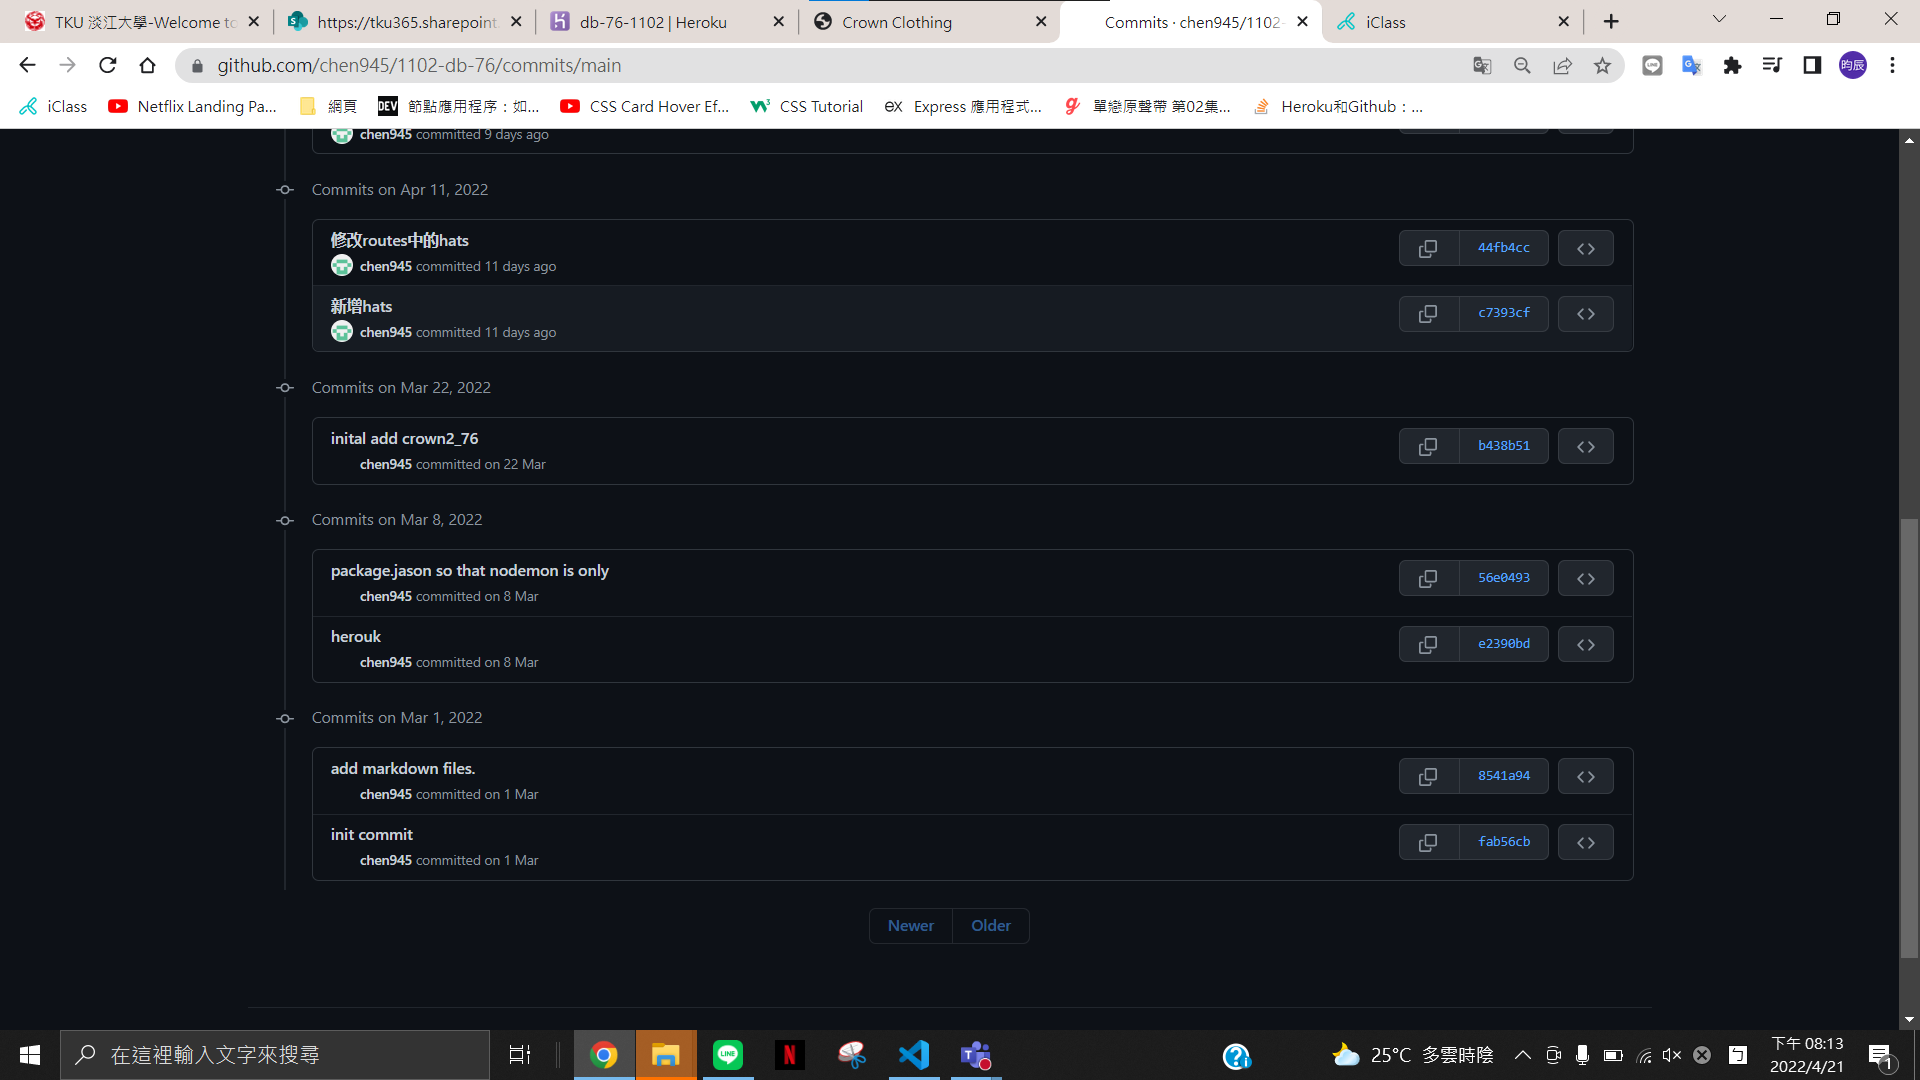 TKU 淡江大學-Welcome to
https://tku365.sharepoint
db-76-1102 | Heroku
Crown Clothing
Commits · chen945/1102-
iClass
github.com/chen945/1102-db-76/commits/main
昀辰
iClass
Netflix Landing Pa...
網頁
DEV 節點應用程序：如...
CSS Card Hover Ef...
CSS Tutorial
ex Express 應用程式...
單戀原聲帶 第02集...
Heroku和Github：...
chen945 committed 9 days ago
Commits on Apr 11, 2022
修改routes中的hats
44fb4cc
chen945 committed 11 days ago
新增hats
c7393cf
chen945 committed 11 days ago
Commits on Mar 22, 2022
inital add crown2_76
b438b51
chen945 committed on 22 Mar
Commits on Mar 8, 2022
package.jason so that nodemon is only
56e0493
chen945 committed on 8 Mar
herouk
e2390bd
chen945 committed on 8 Mar
Commits on Mar 1, 2022
add markdown files.
8541a94
chen945 committed on 1 Mar
init commit
fab56cb
chen945 committed on 1 Mar
Newer
Older
在這裡輸入文字來搜尋
LINE
N
25°C 多雲時陰
下午 08:13
2022/4/21
1